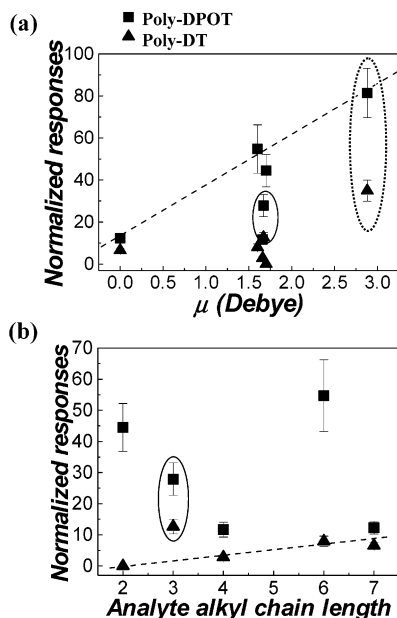 (a)
Poly-DPOT
Poly-DT
Normalized responses
100
80
60
40
20
0
0.0 0.5 1.0 1.5 2.0 2.5 3.0
μ (Debye)
(b)
Normalized responses
70
60
50
40
30
20
10
0
2 3 4 5 6 7
Analyte alkyl chain length